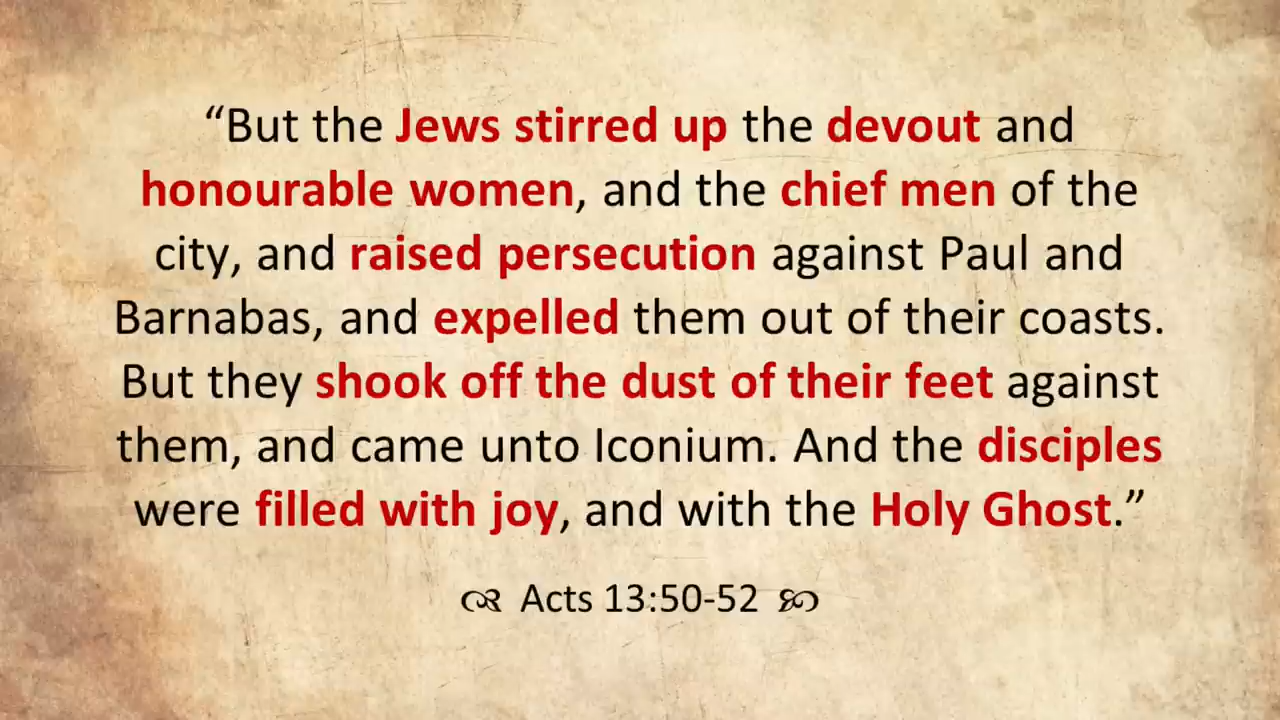 “But the Jews stirred up the devout and
honourable women, and the chief men of the
city, and raised persecution against Paul and
Barnabas, and expelled them out of their coasts.
But they shook off the dust of their feet against
them, and came unto Iconium. And the disciples
were filled with joy, and with the Holy Ghost.”
Acts 13:50-52